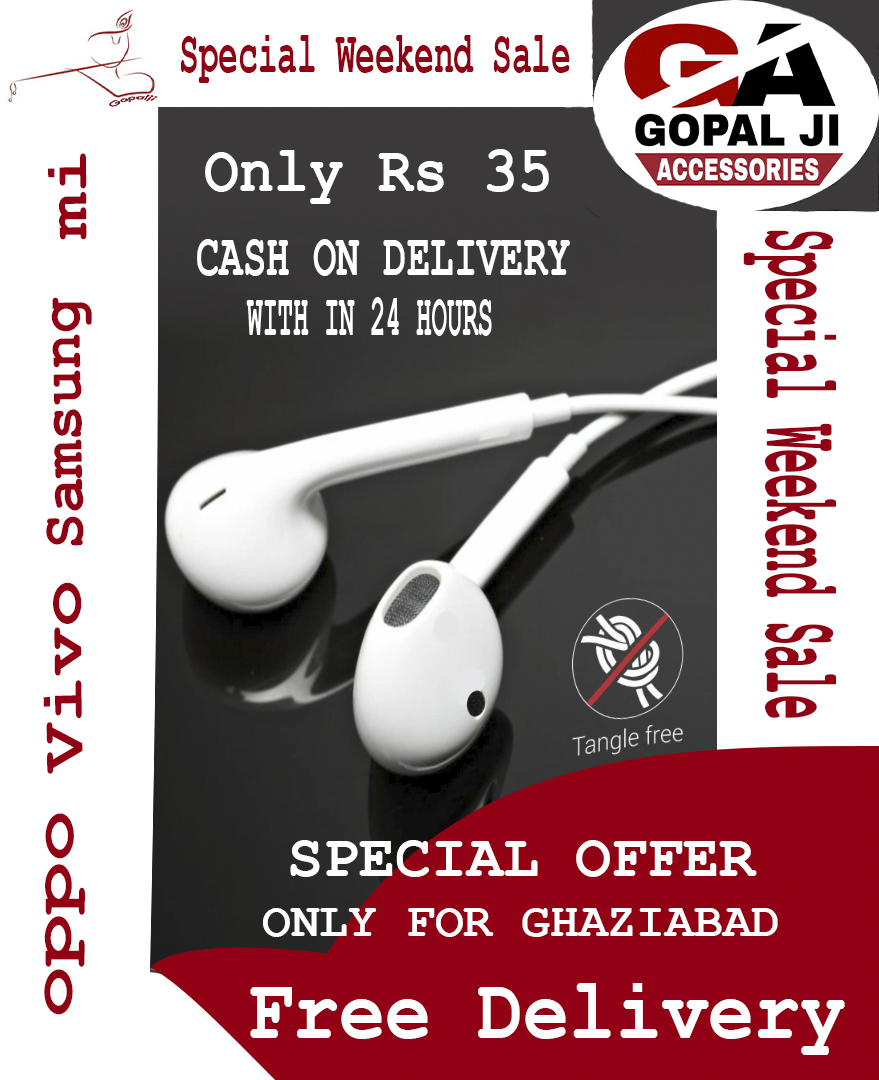 Special Weekend Sale
Gopalji
GA
GOPAL JI
ACCESSORIES
Only Rs 35
CASH ON DELIVERY
WITH IN 24 HOURS
oppo vivo Samsung mi
Special Weekend Sale
Tangle free
SPECIAL OFFER
ONLY FOR GHAZIABAD
Free Delivery